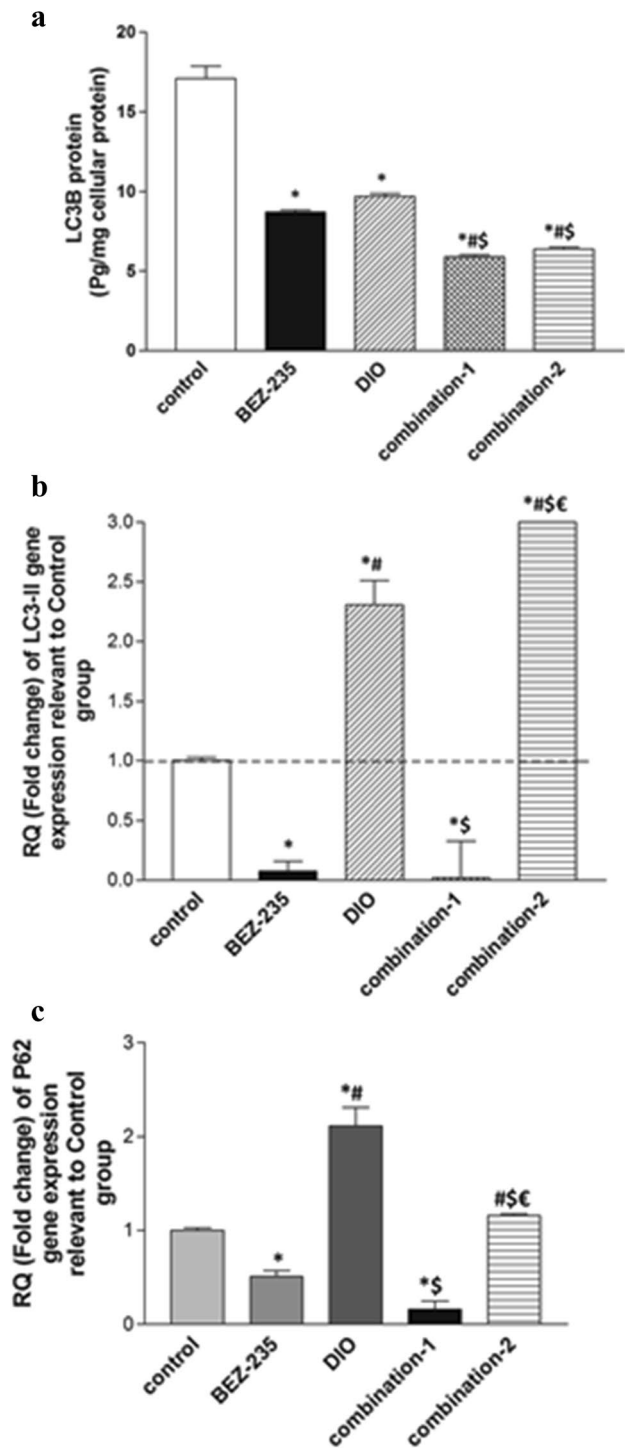 a
LC3B protein
(Pg/mg cellular protein)
20
15
10
5
0
*
*
*#$
*#$
control
BEZ-235
DIO
combination-1
combination-2
b
RQ (Fold change) of LC3-II gene
expression relevant to Control
group
3.0
2.5
2.0
1.5
1.0
0.5
0.0
*
*#
*$
*#$€
control
BEZ-235
DIO
combination-1
combination-2
c
RQ (Fold change) of P62
gene expression
relevant to Control
group
3
2
1
0
*
*#
*$
#$€
control
BEZ-235
DIO
combination-1
combination-2